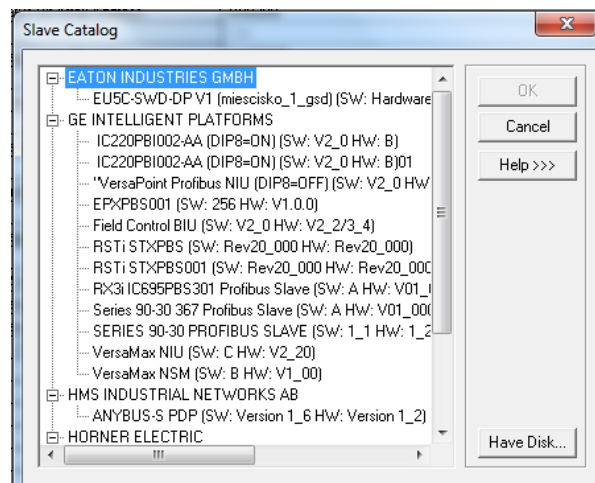 Slave Catalog
EATON INDUSTRIES GMBH
EU5C-SWD-DP V1 (miescisko_1_gsd) (SW: Hardware
GE INTELLIGENT PLATFORMS
IC220PBI002-AA (DIP8=ON) (SW: V2_0 HW: B)
IC220PBI002-AA (DIP8=ON) (SW: V2_0 HW: B)01
"VersaPoint Profibus NIU (DIP8=OFF) (SW: V2_0 HW
EPXPBS001 (SW: 256 HW: V1.0.0)
Field Control BIU (SW: V2_0 HW: V2_2/3_4)
RSTi STXPBS (SW: Rev20_000 HW: Rev20_000)
RSTi STXPBS001 (SW: Rev20_000 HW: Rev20_000
RX3i IC695PBS301 Profibus Slave (SW: A HW: V01_
Series 90-30 367 Profibus Slave (SW: A HW: V01_000
SERIES 90-30 PROFIBUS SLAVE (SW: 1_1 HW: 1_2
VersaMax NIU (SW: C HW: V2_20)
VersaMax NSM (SW: B HW: V1_00)
HMS INDUSTRIAL NETWORKS AB
ANYBUS-S PDP (SW: Version 1_6 HW: Version 1_2)
HORNER ELECTRIC
OK
Cancel
Help >>>
Have Disk...